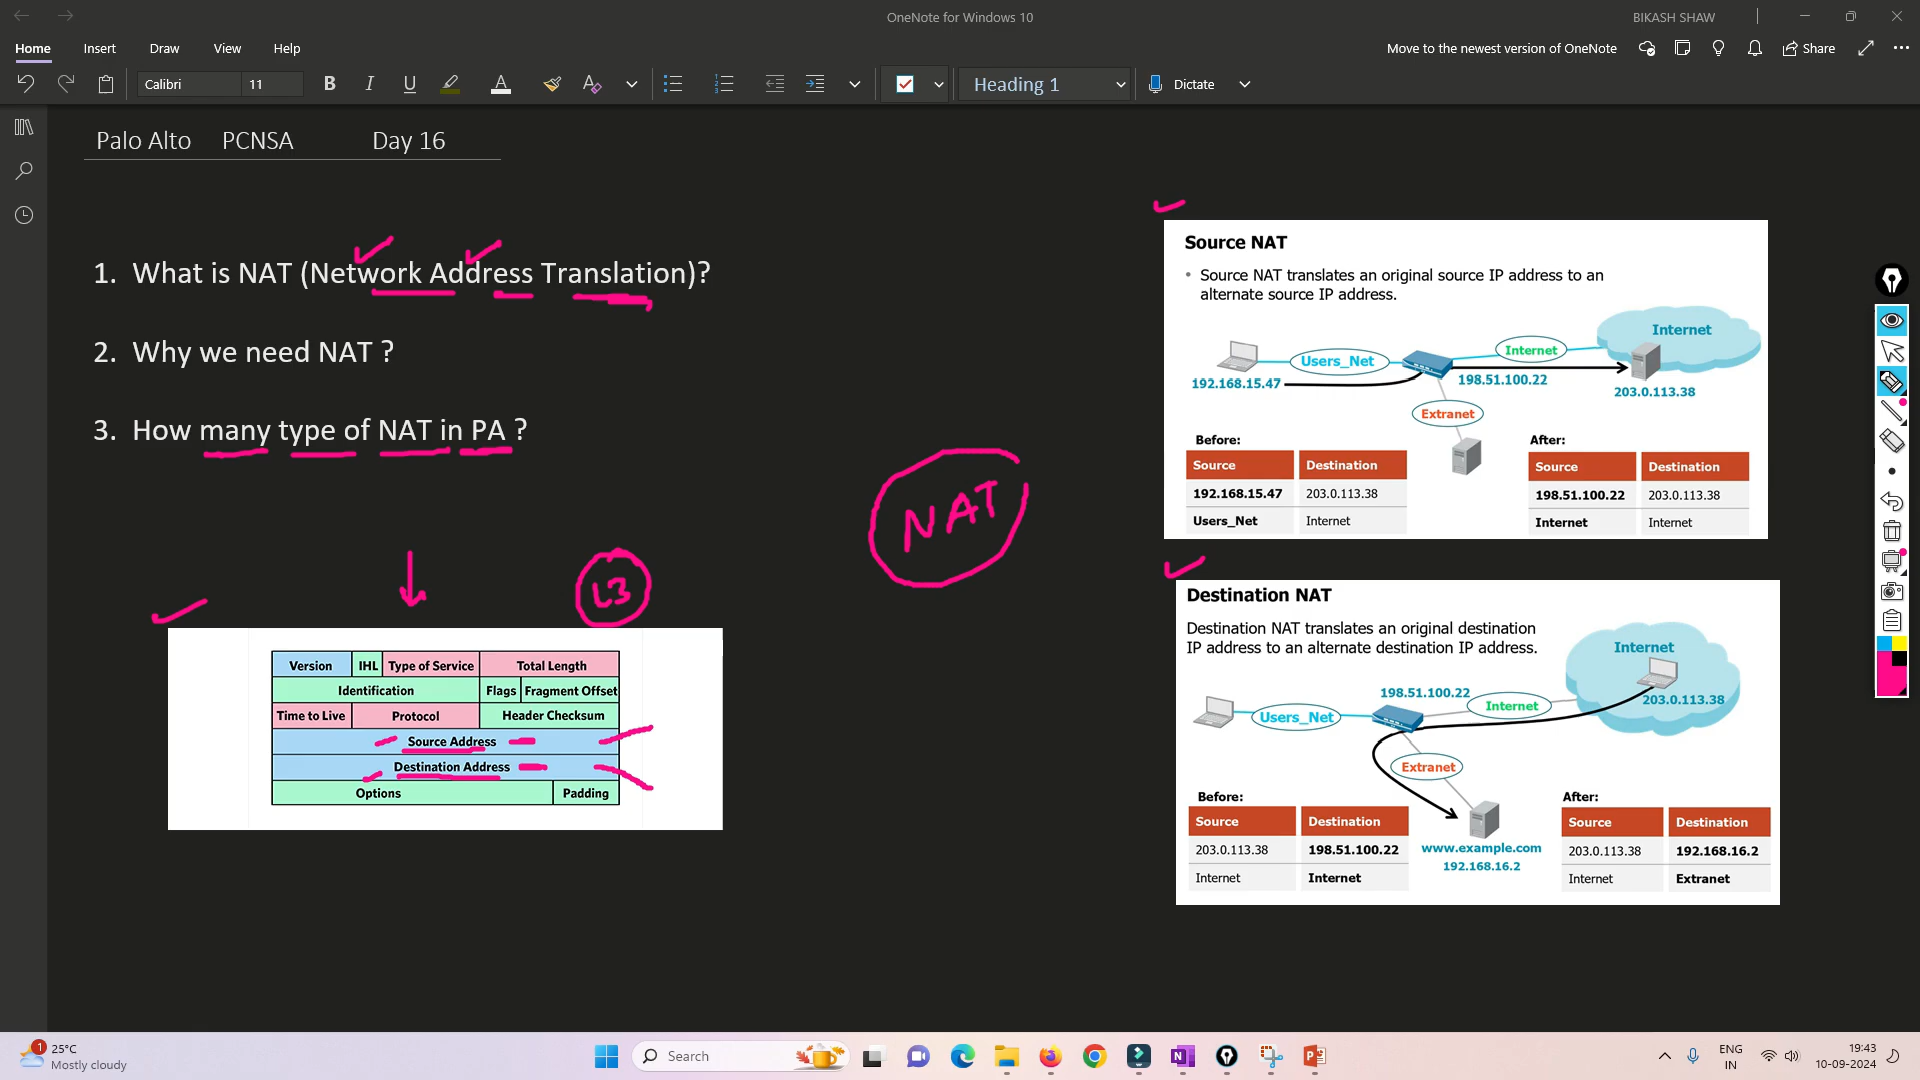 OneNote for Windows 10
BIKASH SHAW
Home Insert Draw View Help
Move to the newest version of OneNote
Share
Calibri 11
B I U A A
Heading 1
Dictate
Palo Alto PCNSA Day 16
1. What is NAT (Network Address Translation)?
2. Why we need NAT ?
3. How many type of NAT in PA ?
NAT
L3
Version IHL Type of Service Total Length
Identification Flags Fragment Offset
Time to Live Protocol Header Checksum
Source Address
Destination Address
Options Padding
Source NAT
• Source NAT translates an original source IP address to an
alternate source IP address.
Internet
Users_Net Internet
192.168.15.47 198.51.100.22 203.0.113.38
Extranet
Before:
Source Destination
192.168.15.47 203.0.113.38
Users_Net Internet
After:
Source Destination
198.51.100.22 203.0.113.38
Internet Internet
Destination NAT
Destination NAT translates an original destination
IP address to an alternate destination IP address.
Internet
198.51.100.22 203.0.113.38
Users_Net Internet
Extranet
www.example.com
192.168.16.2
Before:
Source Destination
203.0.113.38 198.51.100.22
Internet Internet
After:
Source Destination
203.0.113.38 192.168.16.2
Internet Extranet
1
25°C
Mostly cloudy
Search
ENG
IN
19:43
10-09-2024